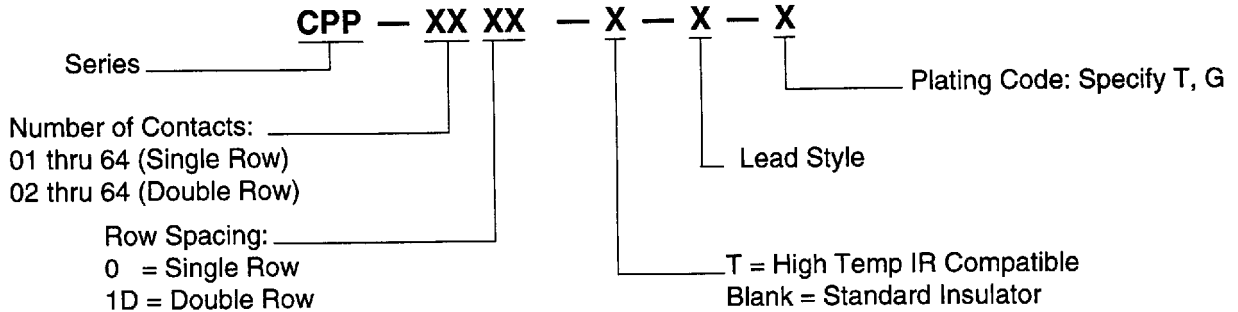 CPP — XX XX — X — X — X
Series
Plating Code: Specify T, G
Number of Contacts:
01 thru 64 (Single Row)
02 thru 64 (Double Row)
Lead Style
Row Spacing:
0 = Single Row
1D = Double Row
T = High Temp IR Compatible
Blank = Standard Insulator